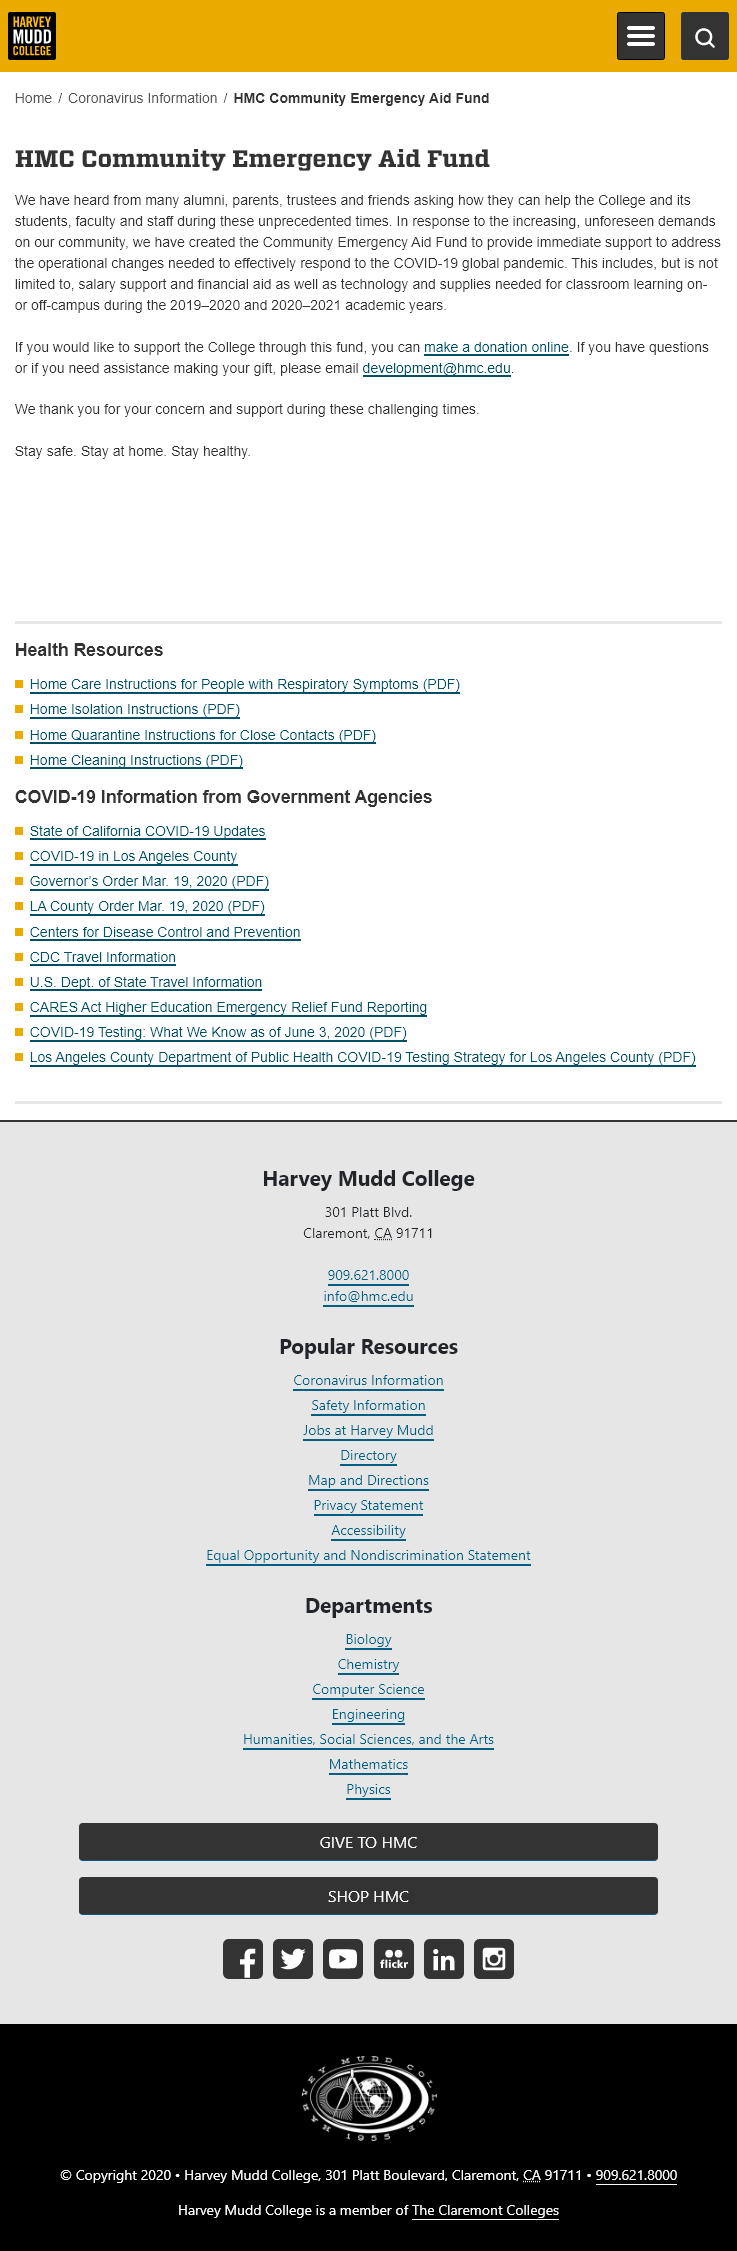 HARVEY
MUDD
COLLEGE
Home / Coronavirus Information / HMC Community Emergency Aid Fund
HMC Community Emergency Aid Fund
We have heard from many alumni, parents, trustees and friends asking how they can help the College and its
students, faculty and staff during these unprecedented times. In response to the increasing, unforeseen demands
on our community, we have created the Community Emergency Aid Fund to provide immediate support to address
the operational changes needed to effectively respond to the COVID-19 global pandemic. This includes, but is not
limited to, salary support and financial aid as well as technology and supplies needed for classroom learning on-
or off-campus during the 2019–2020 and 2020–2021 academic years.
If you would like to support the College through this fund, you can make a donation online. If you have questions
or if you need assistance making your gift, please email development@hmc.edu.
We thank you for your concern and support during these challenging times.
Stay safe. Stay at home. Stay healthy.
Health Resources
Home Care Instructions for People with Respiratory Symptoms (PDF)
Home Isolation Instructions (PDF)
Home Quarantine Instructions for Close Contacts (PDF)
Home Cleaning Instructions (PDF)
COVID-19 Information from Government Agencies
State of California COVID-19 Updates
COVID-19 in Los Angeles County
Governor’s Order Mar. 19, 2020 (PDF)
LA County Order Mar. 19, 2020 (PDF)
Centers for Disease Control and Prevention
CDC Travel Information
U.S. Dept. of State Travel Information
CARES Act Higher Education Emergency Relief Fund Reporting
COVID-19 Testing: What We Know as of June 3, 2020 (PDF)
Los Angeles County Department of Public Health COVID-19 Testing Strategy for Los Angeles County (PDF)
Harvey Mudd College
301 Platt Blvd.
Claremont, CA 91711
909.621.8000
info@hmc.edu
Popular Resources
Coronavirus Information
Safety Information
Jobs at Harvey Mudd
Directory
Map and Directions
Privacy Statement
Accessibility
Equal Opportunity and Nondiscrimination Statement
Departments
Biology
Chemistry
Computer Science
Engineering
Humanities, Social Sciences, and the Arts
Mathematics
Physics
GIVE TO HMC
SHOP HMC
flickr
in
HARVEY MUDD COLLEGE
1955
© Copyright 2020 • Harvey Mudd College, 301 Platt Boulevard, Claremont, CA 91711 • 909.621.8000
Harvey Mudd College is a member of The Claremont Colleges